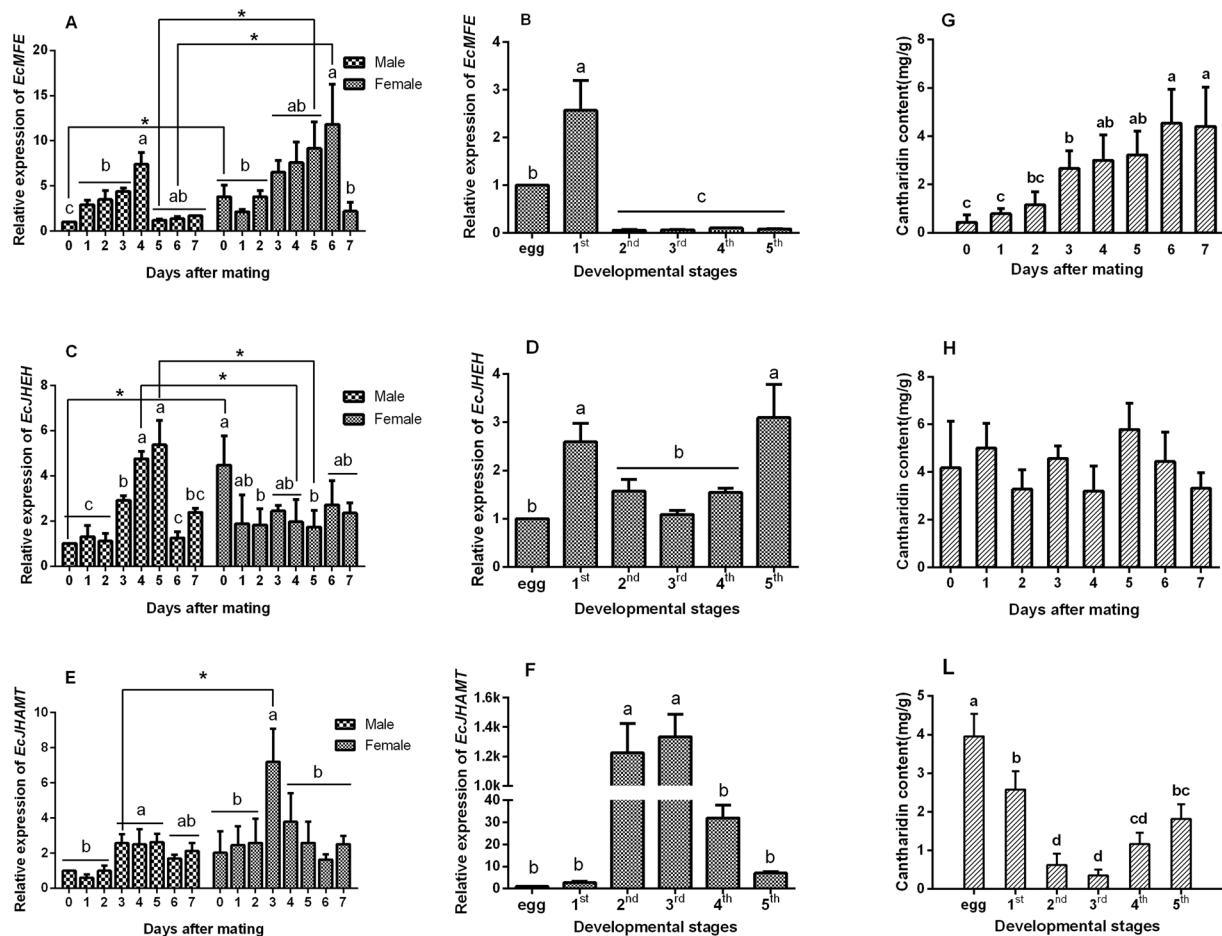 A
Relative expression of EcMFE
20
15
10
5
0
Male
Female
*
*
*
c
b
a
ab
b
ab
a
b
0 1 2 3 4 5 6 7 0 1 2 3 4 5 6 7
Days after mating
B
Relative expression of EcMFE
4
3
2
1
0
b
a
c
egg 1st 2nd 3rd 4th 5th
Developmental stages
G
Cantharidin content(mg/g)
8
6
4
2
0
c c bc b ab ab a a
0 1 2 3 4 5 6 7
Days after mating
C
Relative expression of EcJHEH
8
6
4
2
0
Male
Female
*
*
*
c
b
a
a
c
bc
a
ab
b
ab
b
ab
0 1 2 3 4 5 6 7 0 1 2 3 4 5 6 7
Days after mating
D
Relative expression of EcJHEH
4
3
2
1
0
b
a
b
a
egg 1st 2nd 3rd 4th 5th
Developmental stages
H
Cantharidin content(mg/g)
8
6
4
2
0
0 1 2 3 4 5 6 7
Days after mating
E
Relative expression of EcJHAMT
10
8
6
4
2
0
Male
Female
*
b
a
ab
b
a
b
0 1 2 3 4 5 6 7 0 1 2 3 4 5 6 7
Days after mating
F
Relative expression of EcJHAMT
1.6k
1.4k
1.2k
1.0k
40
30
20
10
0
b b a a b b
egg 1st 2nd 3rd 4th 5th
Developmental stages
L
Cantharidin content(mg/g)
5
4
3
2
1
0
a b d d cd bc
egg 1st 2nd 3rd 4th 5th
Developmental stages